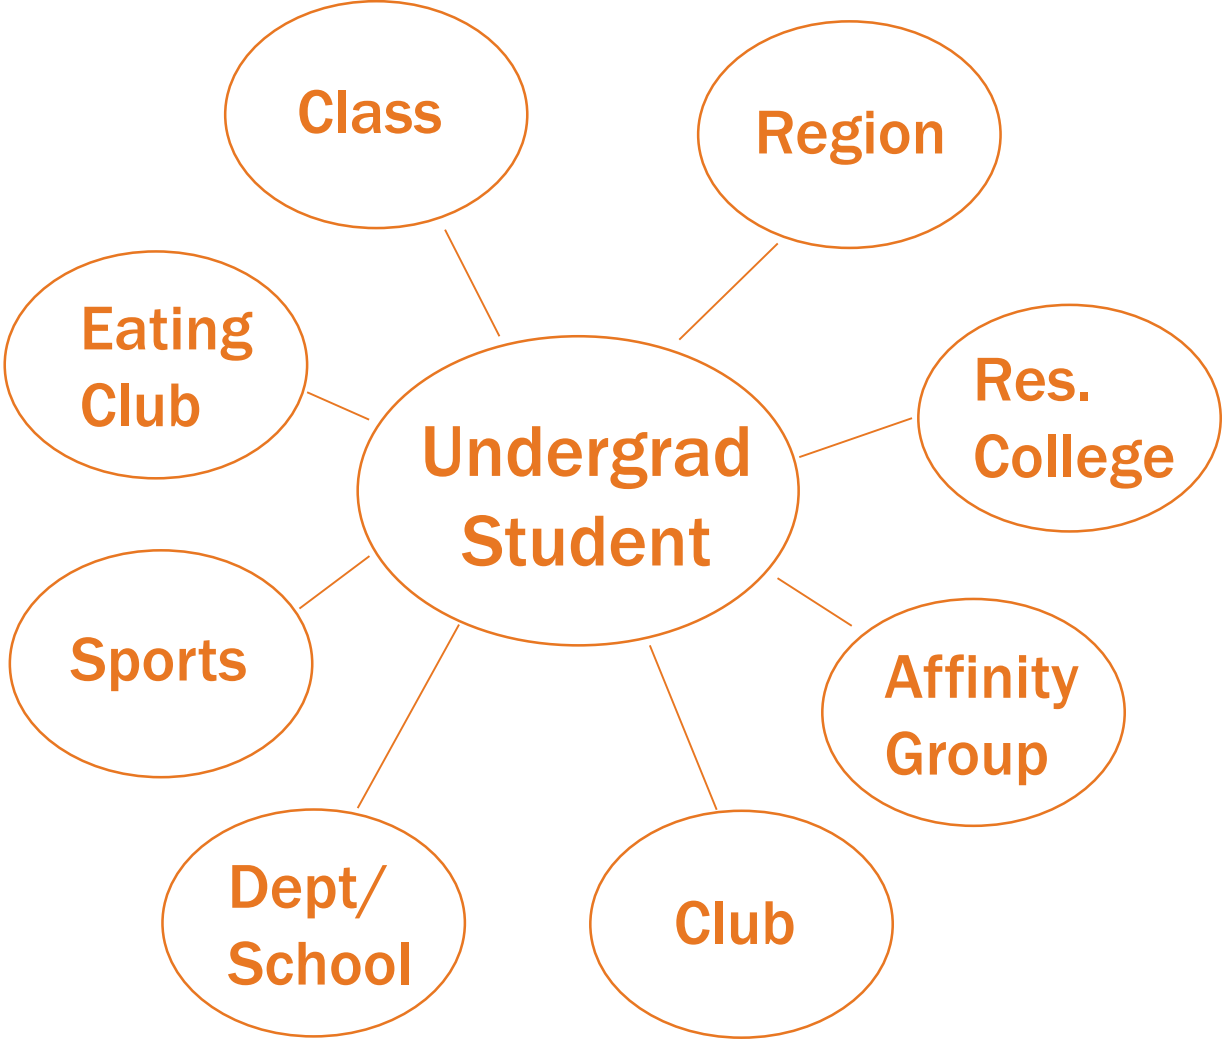 Class
Region
Eating
Club
Res.
College
Undergrad
Student
Sports
Affinity
Group
Dept/
School
Club